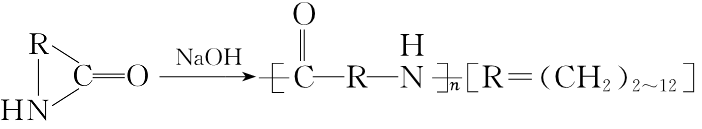 O
H
R
C=O
NaOH
[C—R—N]ₙ[R=(CH₂)₂~₁₂]
HN